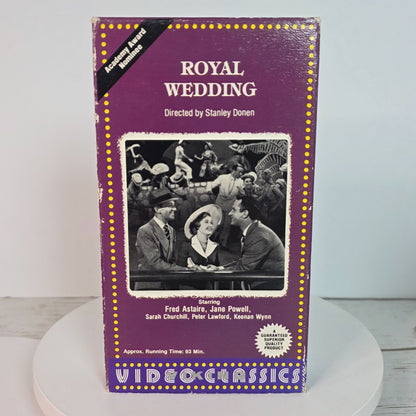 Academy Award
Nominee
ROYAL
WEDDING
Directed by Stanley Donen
Starring
Fred Astaire, Jane Powell,
Sarah Churchill, Peter Lawford, Keenan Wynn
A
GUARANTEED
SUPERIOR
QUALITY
PRODUCT
Approx. Running Time: 93 Min.
VIDEO CLASSICS